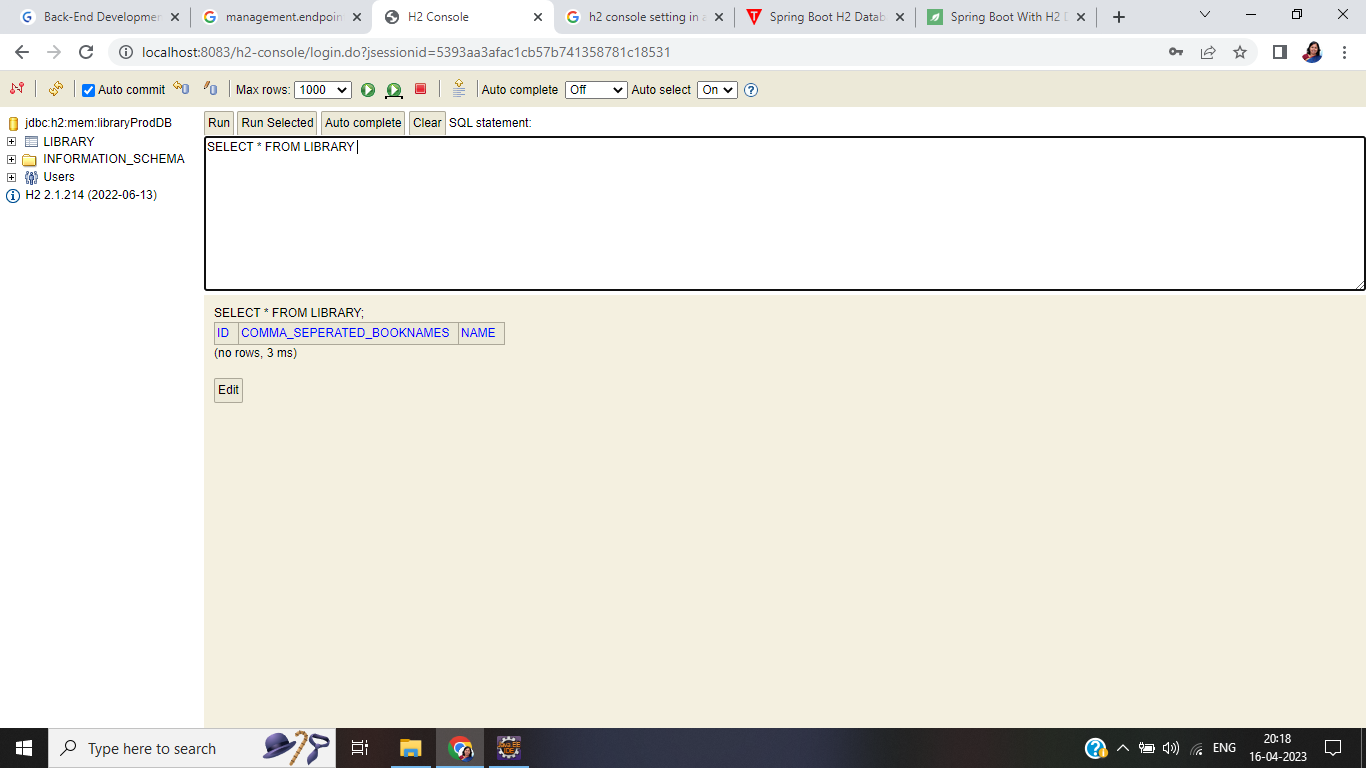 Back-End Developmen
management.endpoin
H2 Console
h2 console setting in a
Spring Boot H2 Datab
Spring Boot With H2 D
localhost:8083/h2-console/login.do?jsessionid=5393aa3afac1cb57b741358781c18531
Auto commit Max rows: 1000 Auto complete Off Auto select On
jdbc:h2:mem:libraryProdDB
LIBRARY
INFORMATION_SCHEMA
Users
H2 2.1.214 (2022-06-13)
Run Run Selected Auto complete Clear SQL statement:
SELECT * FROM LIBRARY
SELECT * FROM LIBRARY;
ID COMMA_SEPERATED_BOOKNAMES NAME
(no rows, 3 ms)
Edit
Type here to search
ENG
20:18
16-04-2023